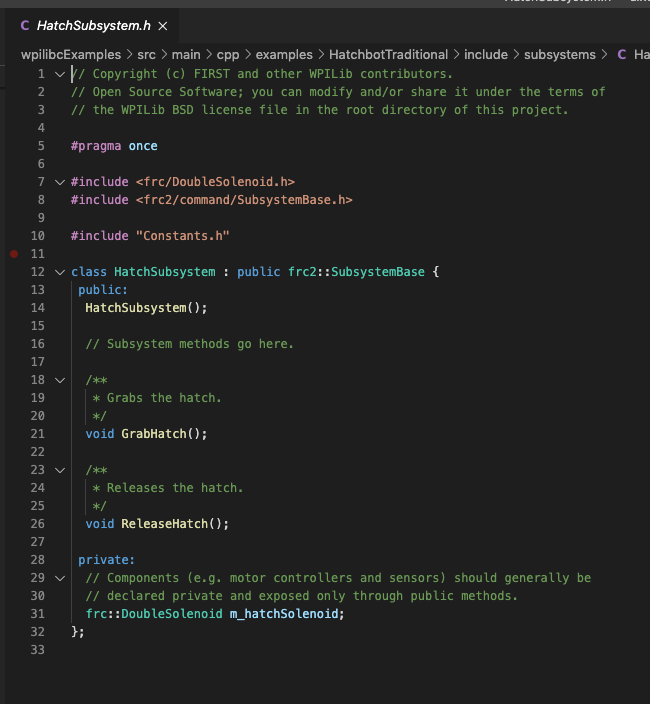 HatchSubsystem.h
wpilibcExamples > src > main > cpp > examples > HatchbotTraditional > include > subsystems > C
1 // Copyright (c) FIRST and other WPILib contributors.
2 // Open Source Software; you can modify and/or share it under the terms of
3 // the WPILib BSD license file in the root directory of this project.
4
5 #pragma once
6
7 #include <frc/DoubleSolenoid.h>
8 #include <frc2/command/SubsystemBase.h>
9
10 #include "Constants.h"
11
12 class HatchSubsystem : public frc2::SubsystemBase {
13 public:
14 HatchSubsystem();
15
16 // Subsystem methods go here.
17
18 /**
19 * Grabs the hatch.
20 */
21 void GrabHatch();
22
23 /**
24 * Releases the hatch.
25 */
26 void ReleaseHatch();
27
28 private:
29 // Components (e.g. motor controllers and sensors) should generally be
30 // declared private and exposed only through public methods.
31 frc::DoubleSolenoid m_hatchSolenoid;
32 };
33